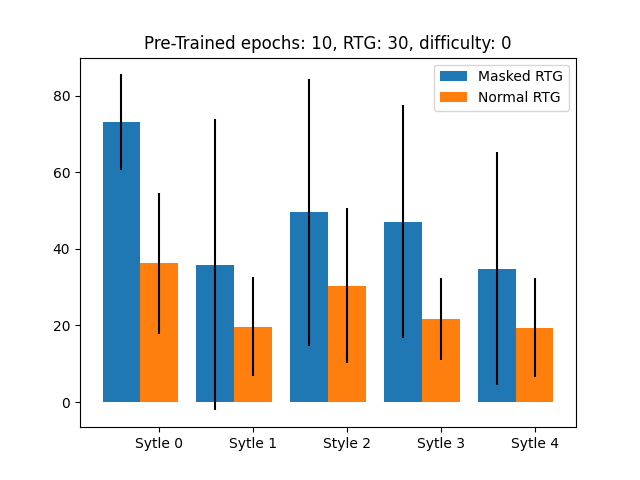 Pre-Trained epochs: 10, RTG: 30, difficulty: 0
Masked RTG
Normal RTG
80
60
40
20
0
Sytle 0 Sytle 1 Style 2 Sytle 3 Sytle 4